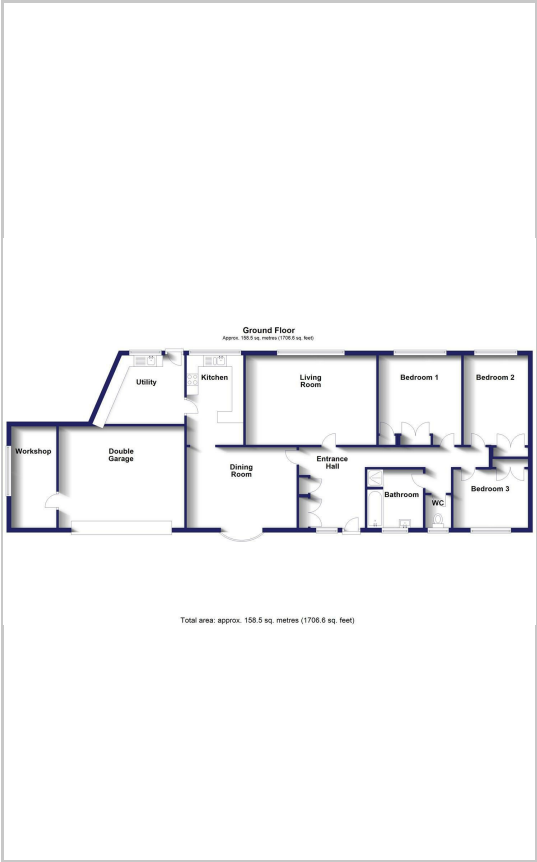 Ground Floor
Approx. 158.5 sq. metres (1706.6 sq. feet)
Utility
Kitchen
Living
Room
Bedroom 1
Bedroom 2
Workshop
Double
Garage
Dining
Room
Entrance
Hall
Bathroom
WC
Bedroom 3
Total area: approx. 158.5 sq. metres (1706.6 sq. feet)